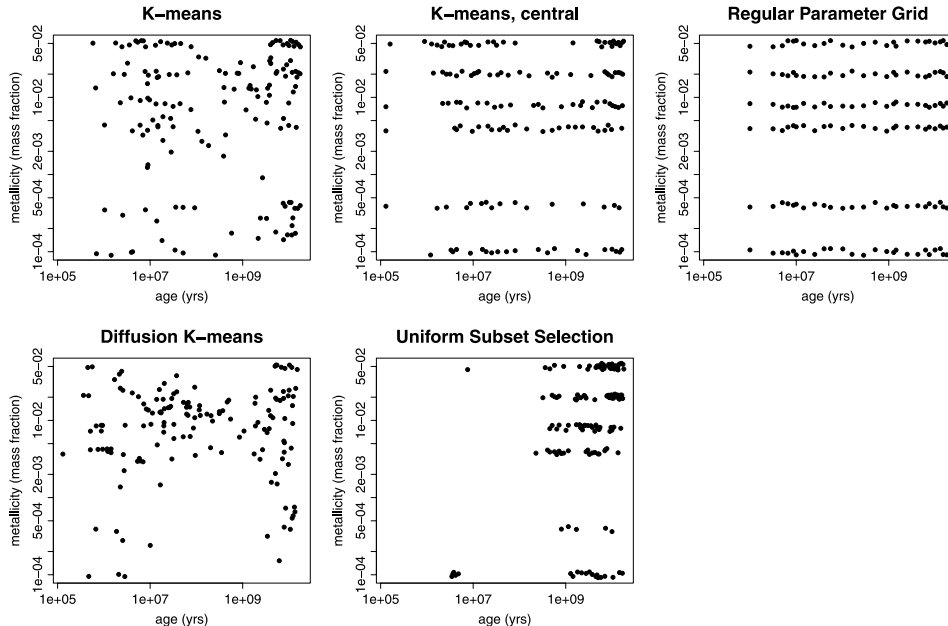 K−means
K−means, central
Regular Parameter Grid
metallicity (mass fraction)
1e−04
5e−04
2e−03
1e−02
5e−02
1e+05
1e+07
1e+09
age (yrs)
metallicity (mass fraction)
1e−04
5e−04
2e−03
1e−02
5e−02
1e+05
1e+07
1e+09
age (yrs)
metallicity (mass fraction)
1e−04
5e−04
2e−03
1e−02
5e−02
1e+05
1e+07
1e+09
age (yrs)
Diffusion K−means
Uniform Subset Selection
metallicity (mass fraction)
1e−04
5e−04
2e−03
1e−02
5e−02
1e+05
1e+07
1e+09
age (yrs)
metallicity (mass fraction)
1e−04
5e−04
2e−03
1e−02
5e−02
1e+05
1e+07
1e+09
age (yrs)